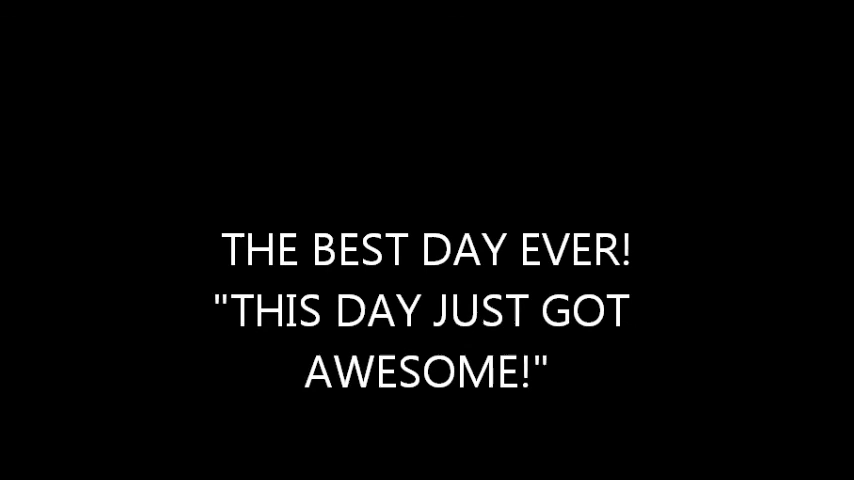 THE BEST DAY EVER!
"THIS DAY JUST GOT
AWESOME!"